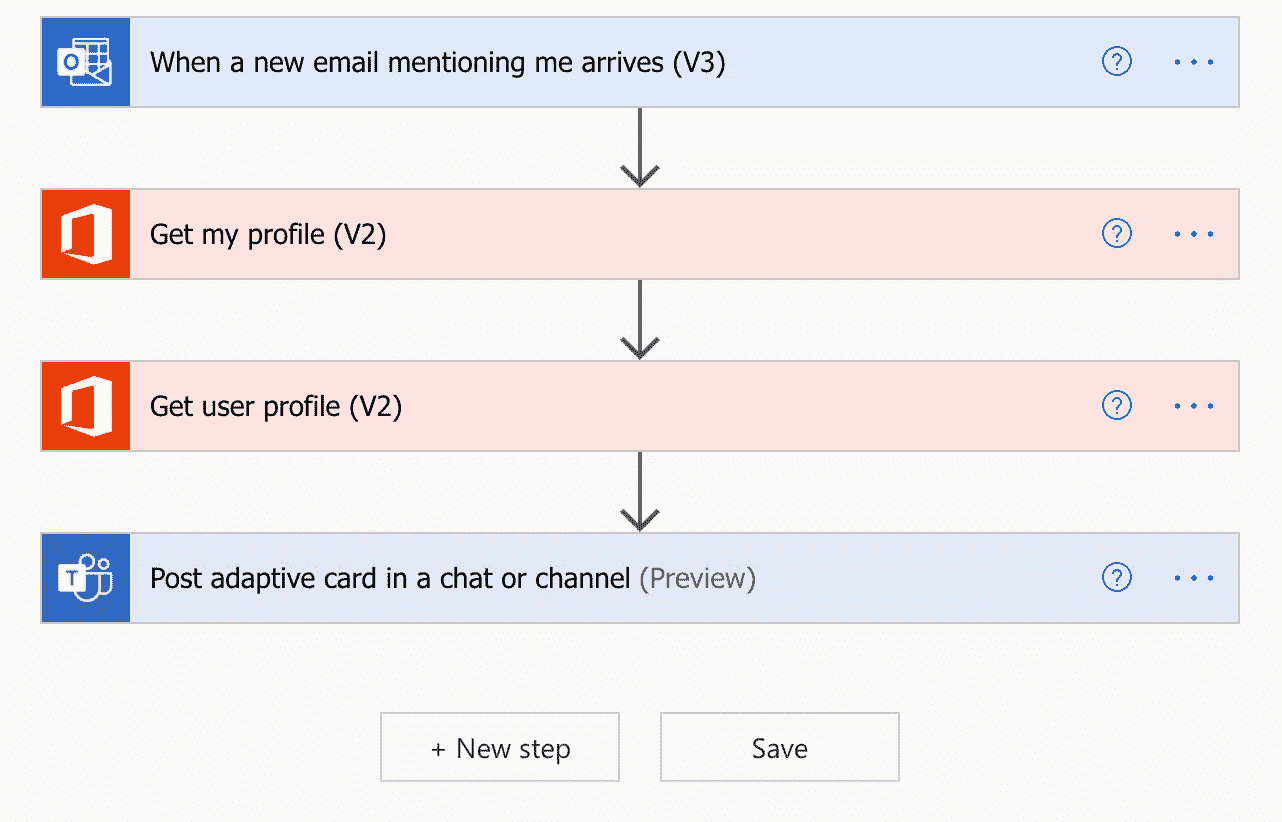 When a new email mentioning me arrives (V3)
Get my profile (V2)
Get user profile (V2)
Post adaptive card in a chat or channel (Preview)
+ New step Save